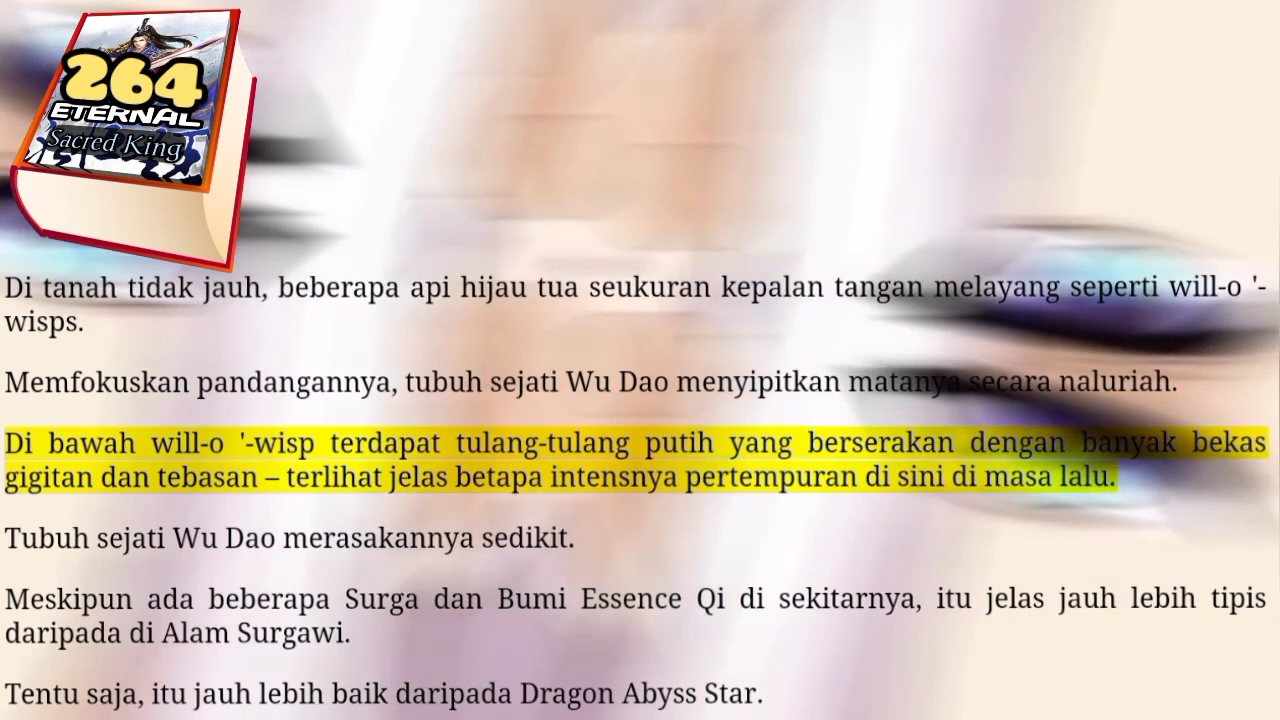 264
ETERNAL
Sacred King
Di tanah tidak jauh, beberapa api hijau tua seukuran kepalan tangan melayang seperti will-o '-
wisps.
Memfokuskan pandangannya, tubuh sejati Wu Dao menyipitkan matanya secara naluriah.
Di bawah will-o '-wisp terdapat tulang-tulang putih yang berserakan dengan banyak bekas
gigitan dan tebasan – terlihat jelas betapa intensnya pertempuran di sini di masa lalu.
Tubuh sejati Wu Dao merasakannya sedikit.
Meskipun ada beberapa Surga dan Bumi Essence Qi di sekitarnya, itu jelas jauh lebih tipis
daripada di Alam Surgawi.
Tentu saja, itu jauh lebih baik daripada Dragon Abyss Star.